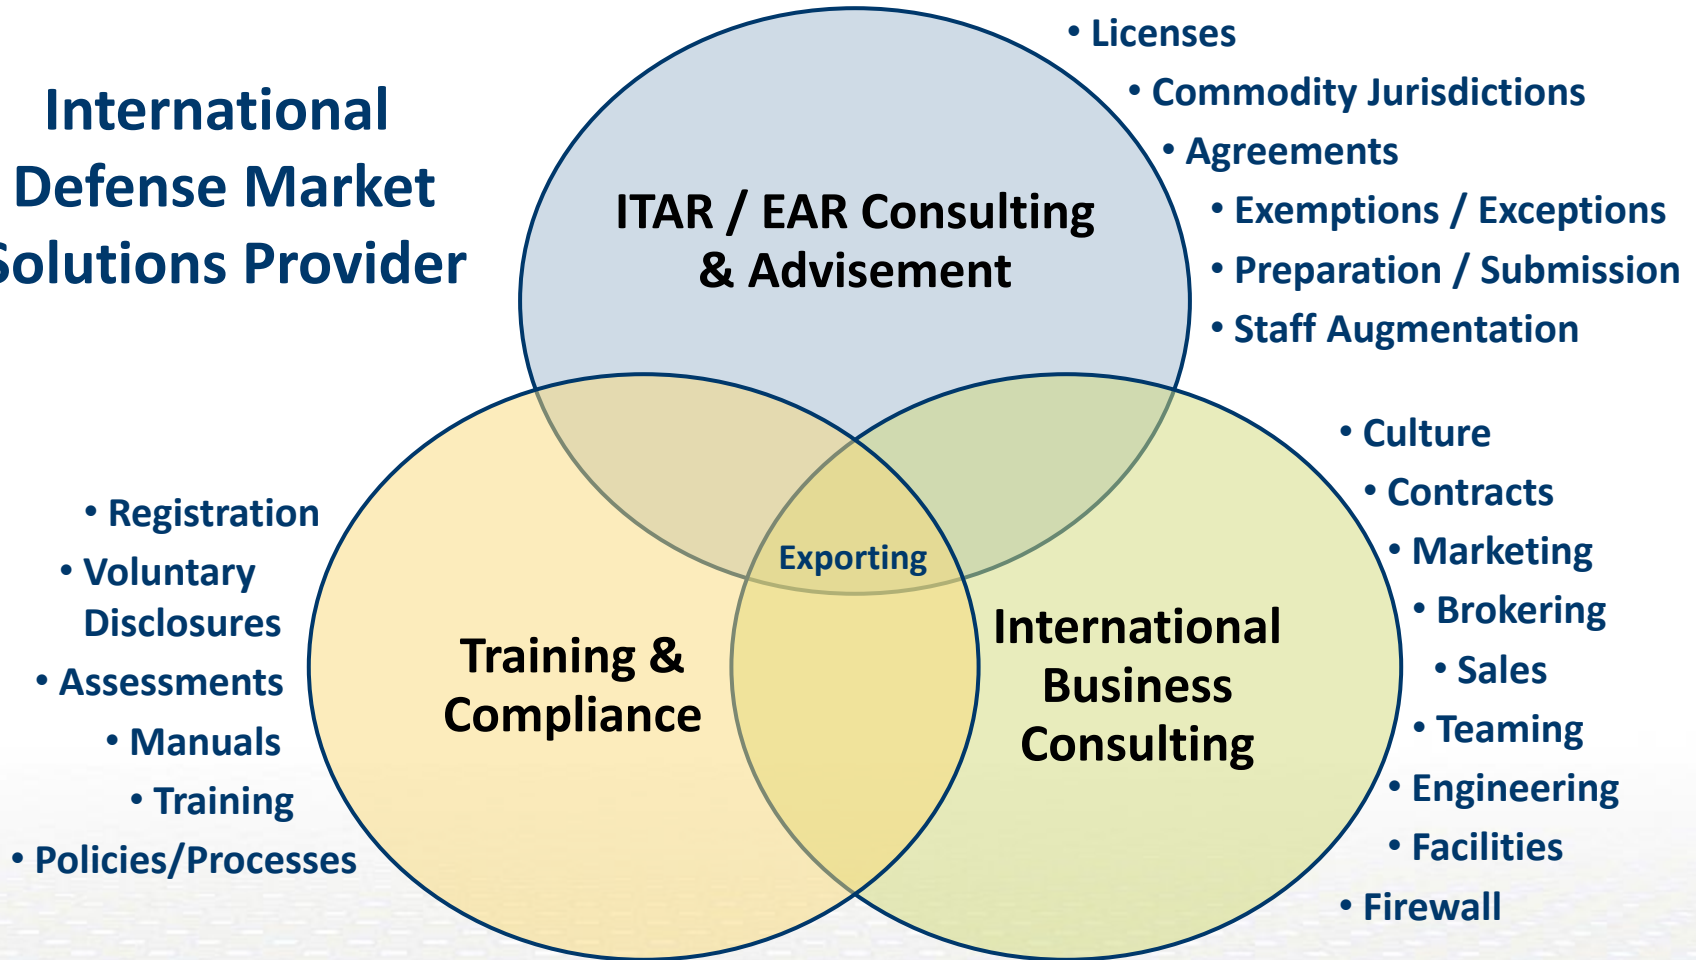 International
Defense Market
Solutions Provider
ITAR / EAR Consulting
& Advisement
• Licenses
• Commodity Jurisdictions
• Agreements
• Exemptions / Exceptions
• Preparation / Submission
• Staff Augmentation
• Registration
• Voluntary
Disclosures
• Assessments
• Manuals
• Training
• Policies/Processes
Training &
Compliance
Exporting
International
Business
Consulting
• Culture
• Contracts
• Marketing
• Brokering
• Sales
• Teaming
• Engineering
• Facilities
• Firewall